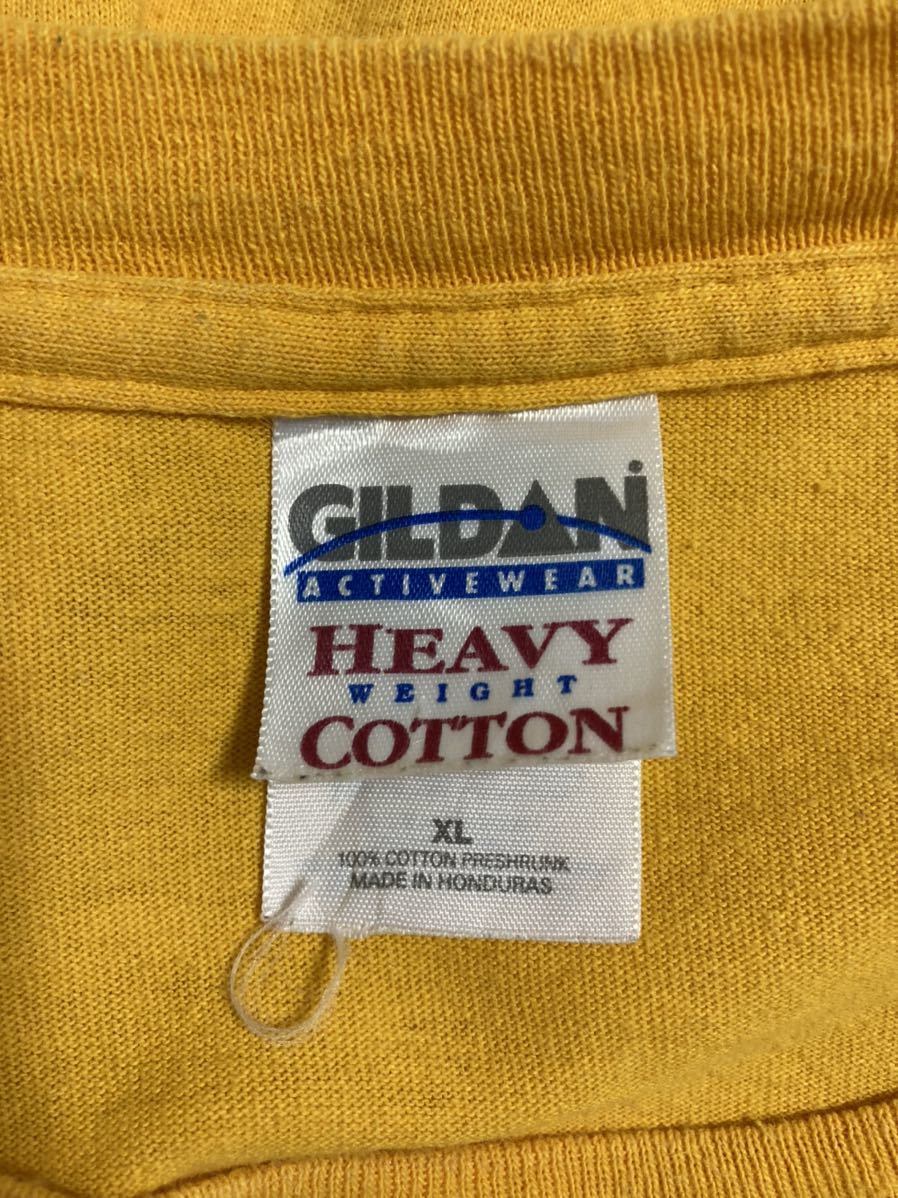 GILDAN
ACTIVEWEAR
HEAVY
WEIGHT
COTTON
XL
100% COTTON PRESHRUNK
MADE IN HONDURAS